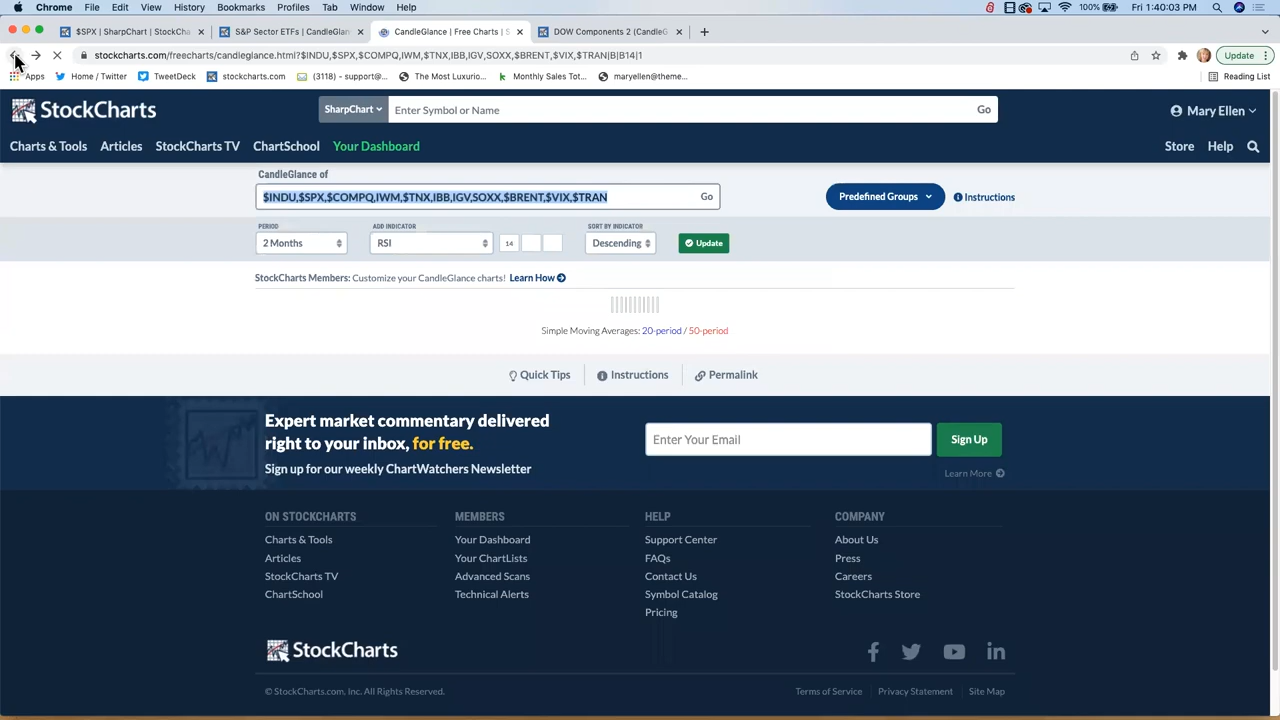 Chrome File Edit View History Bookmarks Profiles Tab Window Help 100% Fri 1:40:03 PM
$SPX | SharpChart | StockCha S&P Sector ETFs | CandleGlan CandleGlance | Free Charts | S DOW Components 2 (CandleG
stockcharts.com/freecharts/candleglance.html?$INDU,$SPX,$COMPQ,IWM,$TNX,IBB,IGV,SOXX,$BRENT,$VIX,$TRAN|B|B14|1 Update
Apps Home / Twitter TweetDeck stockcharts.com (3118) - support@... The Most Luxurio... Monthly Sales Tot... maryellen@theme... Reading List
StockCharts SharpChart Enter Symbol or Name Go Mary Ellen
Charts & Tools Articles StockCharts TV ChartSchool Your Dashboard Store Help
CandleGlance of
$INDU,$SPX,$COMPQ,IWM,$TNX,IBB,IGV,SOXX,$BRENT,$VIX,$TRAN Go Predefined Groups Instructions
PERIOD ADD INDICATOR SORT BY INDICATOR
2 Months RSI 14 Descending Update
StockCharts Members: Customize your CandleGlance charts! Learn How
Simple Moving Averages: 20-period / 50-period
Quick Tips Instructions Permalink
Expert market commentary delivered
right to your inbox, for free.
Enter Your Email Sign Up
Sign up for our weekly ChartWatchers Newsletter
Learn More
ON STOCKCHARTS MEMBERS HELP COMPANY
Charts & Tools Your Dashboard Support Center About Us
Articles Your ChartLists FAQs Press
StockCharts TV Advanced Scans Contact Us Careers
ChartSchool Technical Alerts Symbol Catalog StockCharts Store
Pricing
StockCharts
© StockCharts.com, Inc. All Rights Reserved. Terms of Service Privacy Statement Site Map